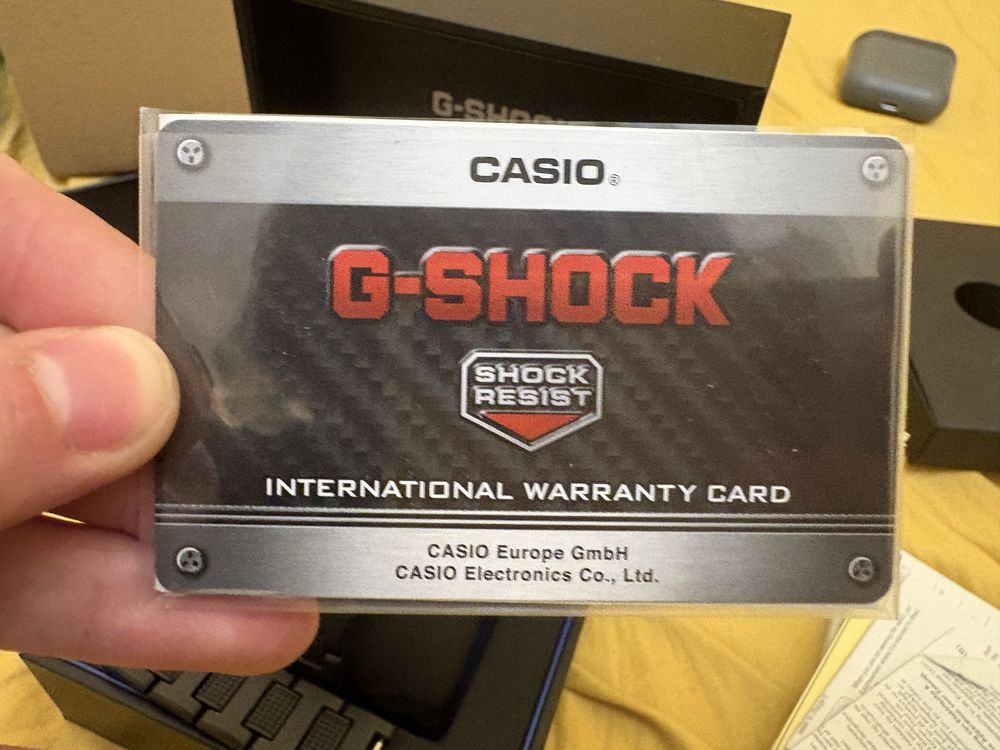 G-SHOCK
CASIO®
G-SHOCK
SHOCK
RESIST
INTERNATIONAL WARRANTY CARD
CASIO Europe GmbH
CASIO Electronics Co., Ltd.